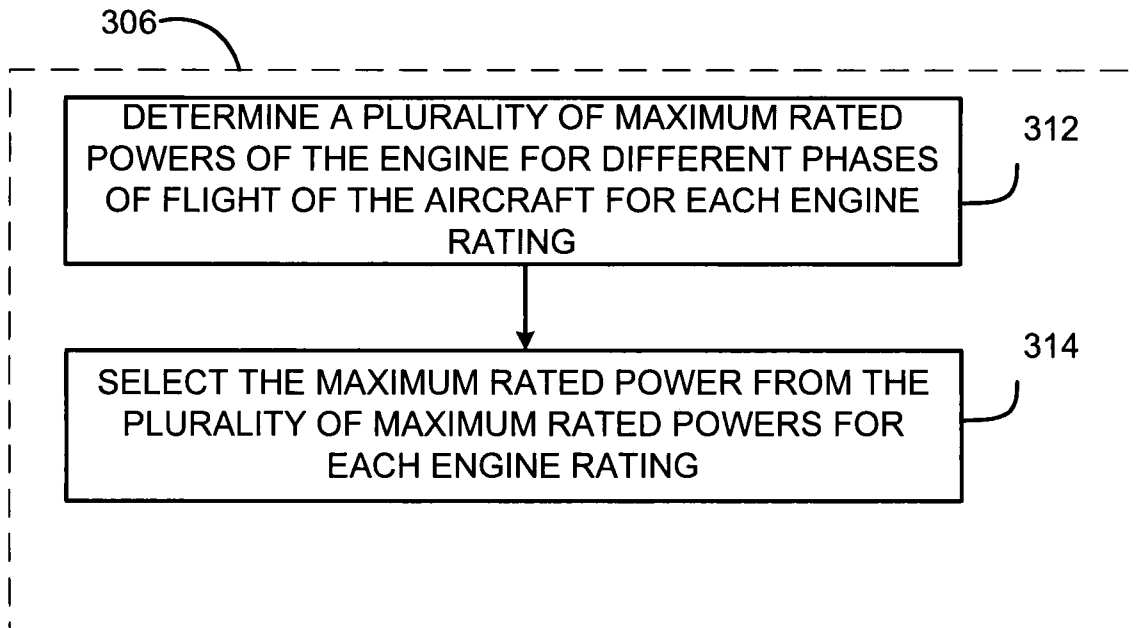 306
DETERMINE A PLURALITY OF MAXIMUM RATED
POWERS OF THE ENGINE FOR DIFFERENT PHASES
OF FLIGHT OF THE AIRCRAFT FOR EACH ENGINE
RATING
312
SELECT THE MAXIMUM RATED POWER FROM THE
PLURALITY OF MAXIMUM RATED POWERS FOR
EACH ENGINE RATING
314